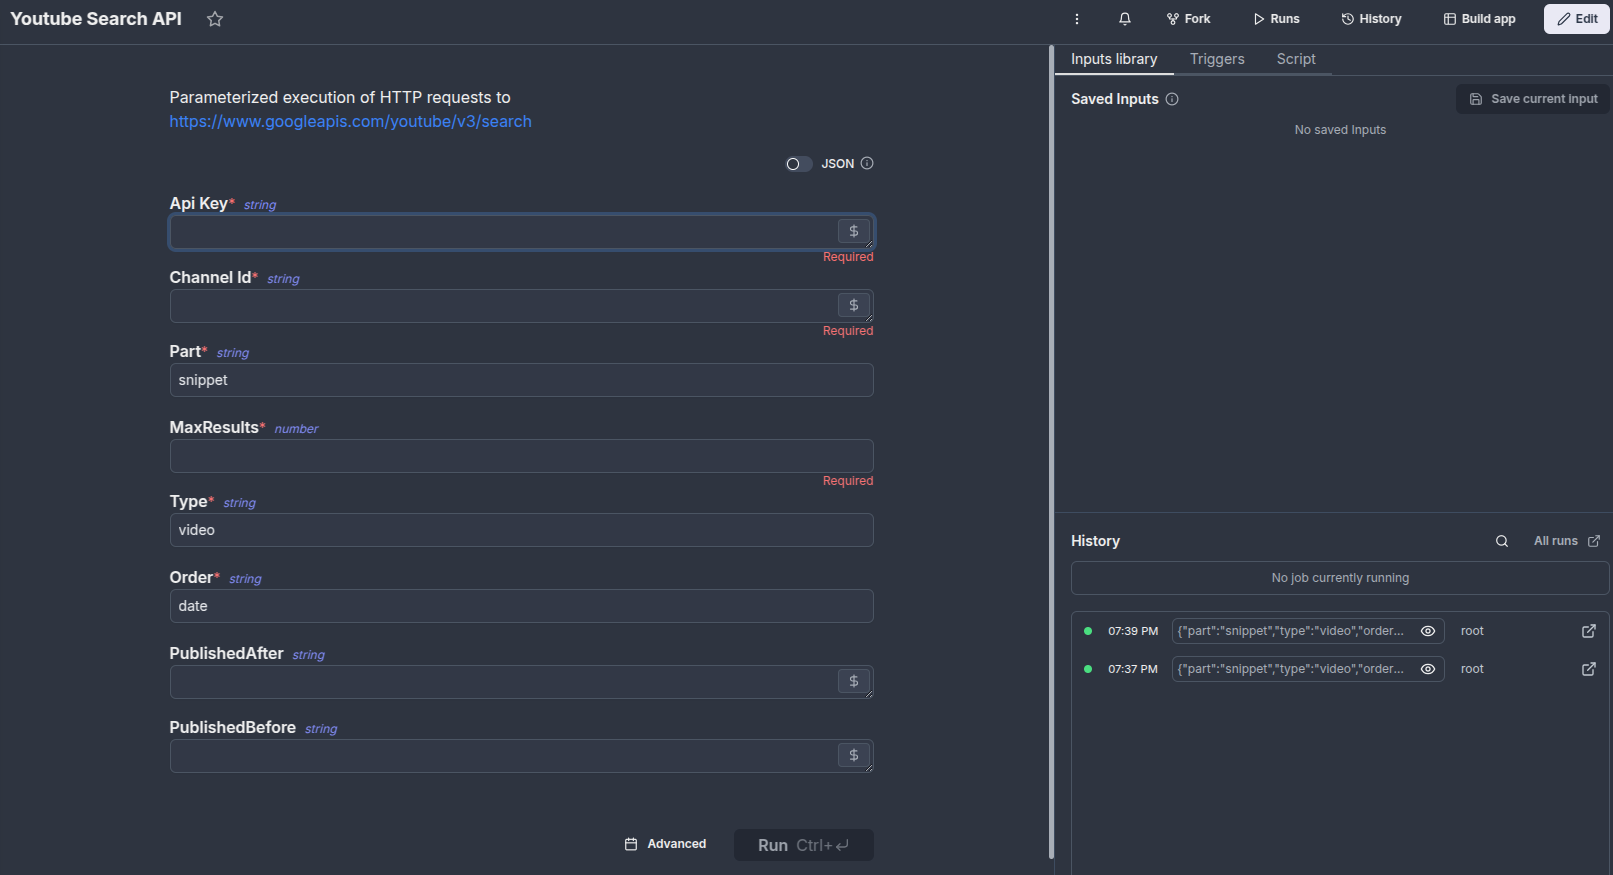 Youtube Search API
Fork
Runs
History
Build app
Edit
Parameterized execution of HTTP requests to
https://www.googleapis.com/youtube/v3/search
JSON
Api Key* string
$
Required
Channel Id* string
$
Required
Part* string
snippet
MaxResults* number
Required
Type* string
video
Order* string
date
PublishedAfter string
$
PublishedBefore string
$
Advanced
Run Ctrl+
Inputs library
Triggers
Script
Saved Inputs
Save current input
No saved Inputs
History
All runs
No job currently running
07:39 PM {"part":"snippet","type":"video","order... root
07:37 PM {"part":"snippet","type":"video","order... root